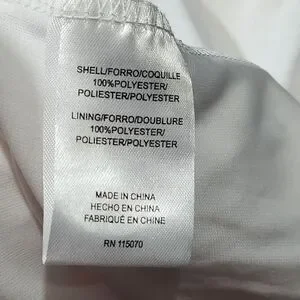 SHELL/FORRO/COQUILLE
100%POLYESTER/
POLIESTER/POLYESTER
LINING/FORRO/DOUBLURE
100%POLYESTER/
POLIESTER/POLYESTER
MADE IN CHINA
HECHO EN CHINA
FABRIQUÉ EN CHINE
RN 115070